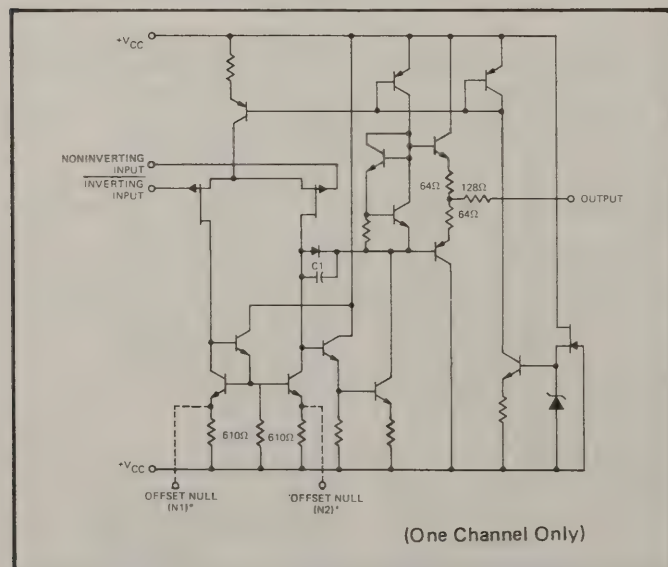 +VCC
NONINVERTING
INPUT
INVERTING
INPUT
64Ω
128Ω
64Ω
OUTPUT
C1
610Ω
610Ω
+VCC
OFFSET NULL
(N1)*
'OFFSET NULL
(N2)*
(One Channel Only)